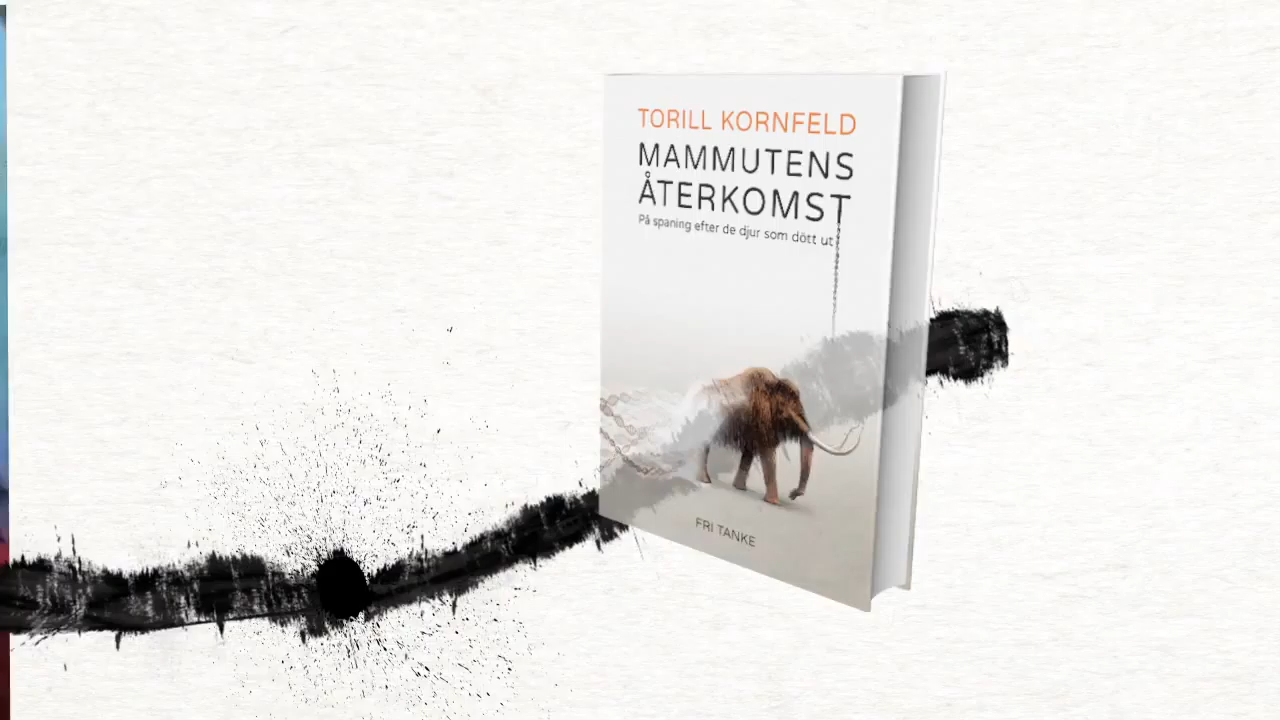 TORILL KORNFELD
MAMMUTENS
ÅTERKOMST
På spaning efter de djur som dött ut
FRI TANKE